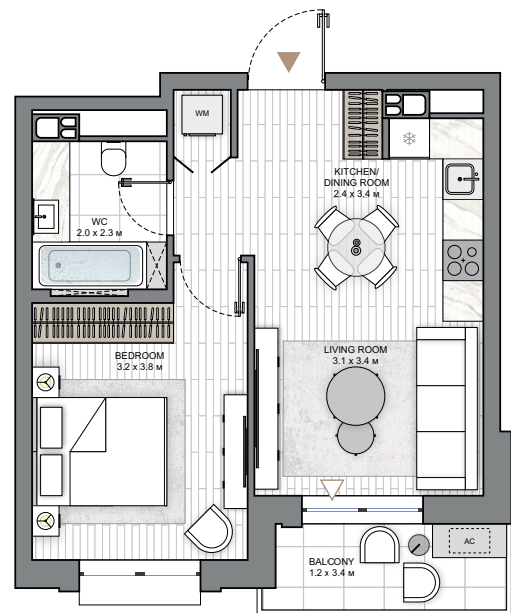 WM
KITCHEN/
DINING ROOM
2.4 x 3.4 м
WC
2.0 x 2.3 м
BEDROOM
3.2 x 3.8 м
LIVING ROOM
3.1 x 3.4 м
BALCONY
1.2 x 3.4 м
AC